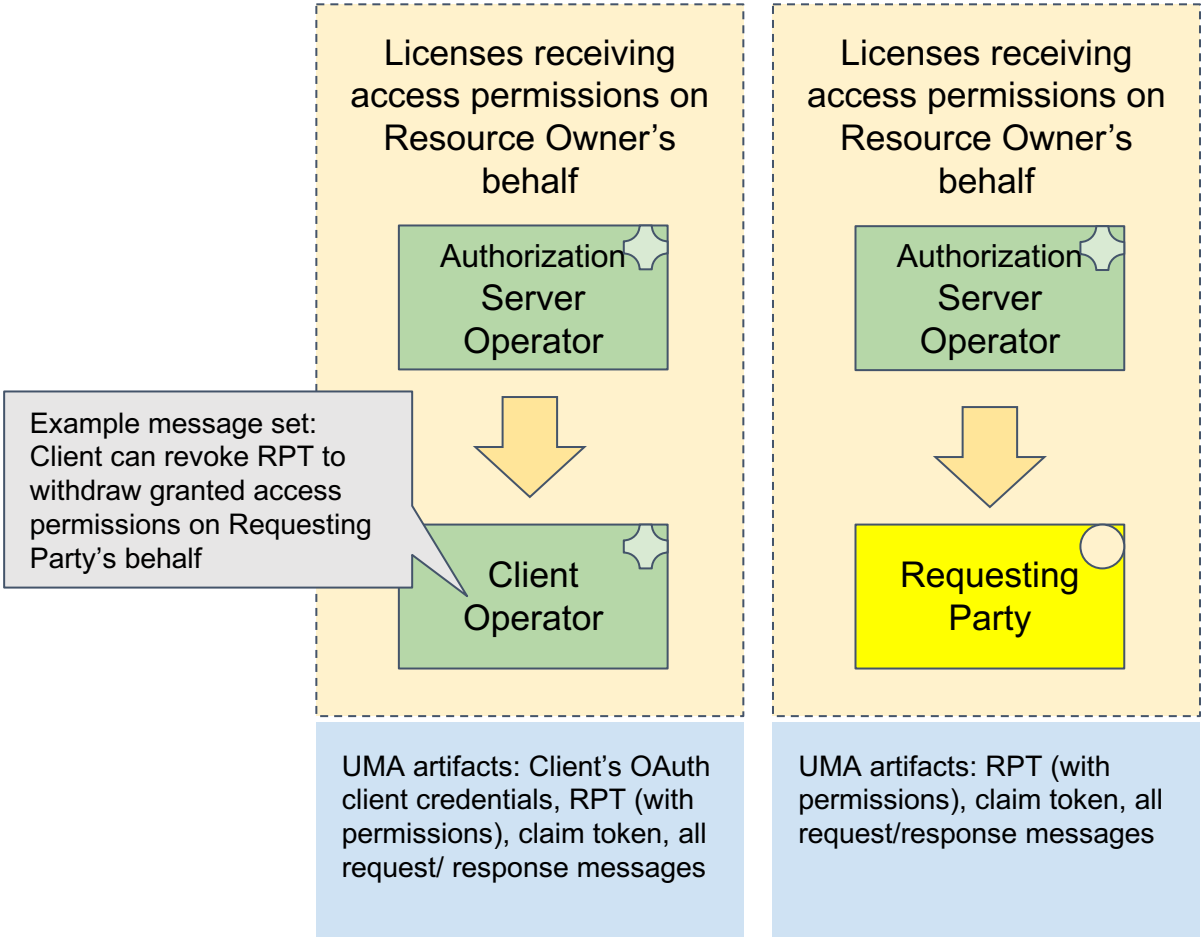 Licenses receiving
access permissions on
Resource Owner’s
behalf
Authorization
Server
Operator
Example message set:
Client can revoke RPT to
withdraw granted access
permissions on Requesting
Party’s behalf
Client
Operator
UMA artifacts: Client’s OAuth
client credentials, RPT (with
permissions), claim token, all
request/ response messages
Licenses receiving
access permissions on
Resource Owner’s
behalf
Authorization
Server
Operator
Requesting
Party
UMA artifacts: RPT (with
permissions), claim token, all
request/response messages